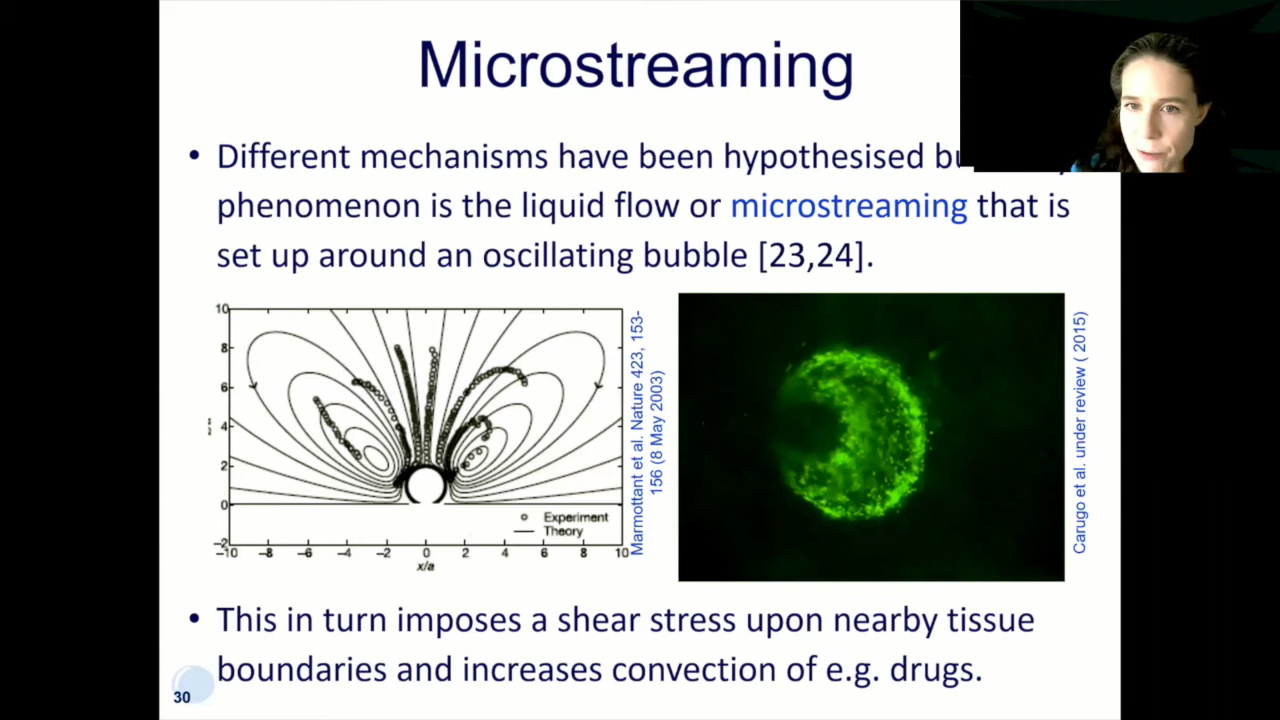 Microstreaming
• Different mechanisms have been hypothesised
phenomenon is the liquid flow or microstreaming that is
set up around an oscillating bubble [23,24].
10
8
6
4
2
0
-2
-10 -8 -6 -4 -2 0 2 4 6 8 10
x/a
Experiment
Theory
Marmottant et al. Nature 423, 153-
156 (8 May 2003)
Carugo et al. under review ( 2015)
• This in turn imposes a shear stress upon nearby tissue
boundaries and increases convection of e.g. drugs.
30